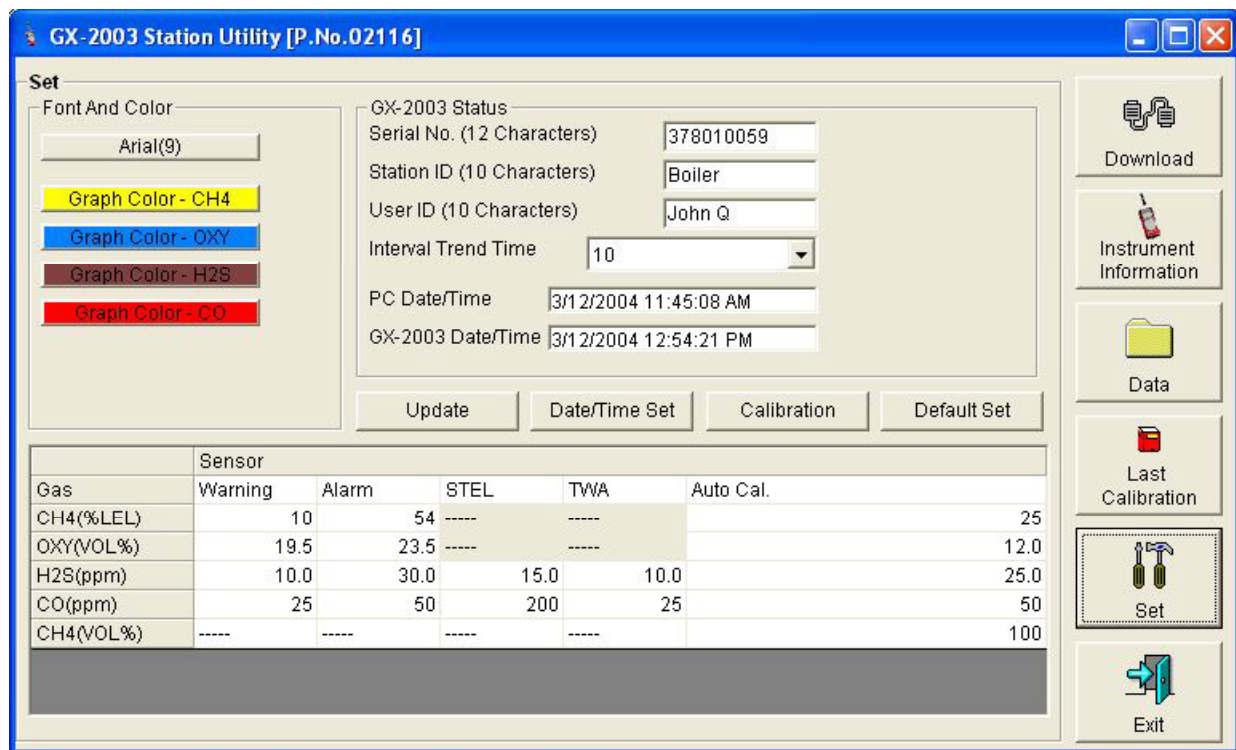 GX-2003 Station Utility [P.No.02116]
Set
Font And Color
Arial(9)
Graph Color - CH4
Graph Color - OXY
Graph Color - H2S
Graph Color - CO
GX-2003 Status
Serial No. (12 Characters) 378010059
Station ID (10 Characters) Boiler
User ID (10 Characters) John Q
Interval Trend Time 10
PC Date/Time 3/12/2004 11:45:08 AM
GX-2003 Date/Time 3/12/2004 12:54:21 PM
Update Date/Time Set Calibration Default Set
Sensor
Gas Warning Alarm STEL TWA Auto Cal.
CH4(%LEL) 10 54 ----- ----- 25
OXY(VOL%) 19.5 23.5 ----- ----- 12.0
H2S(ppm) 10.0 30.0 15.0 10.0 25.0
CO(ppm) 25 50 200 25 50
CH4(VOL%) ----- ----- ----- ----- 100
Download
Instrument
Information
Data
Last
Calibration
Set
Exit